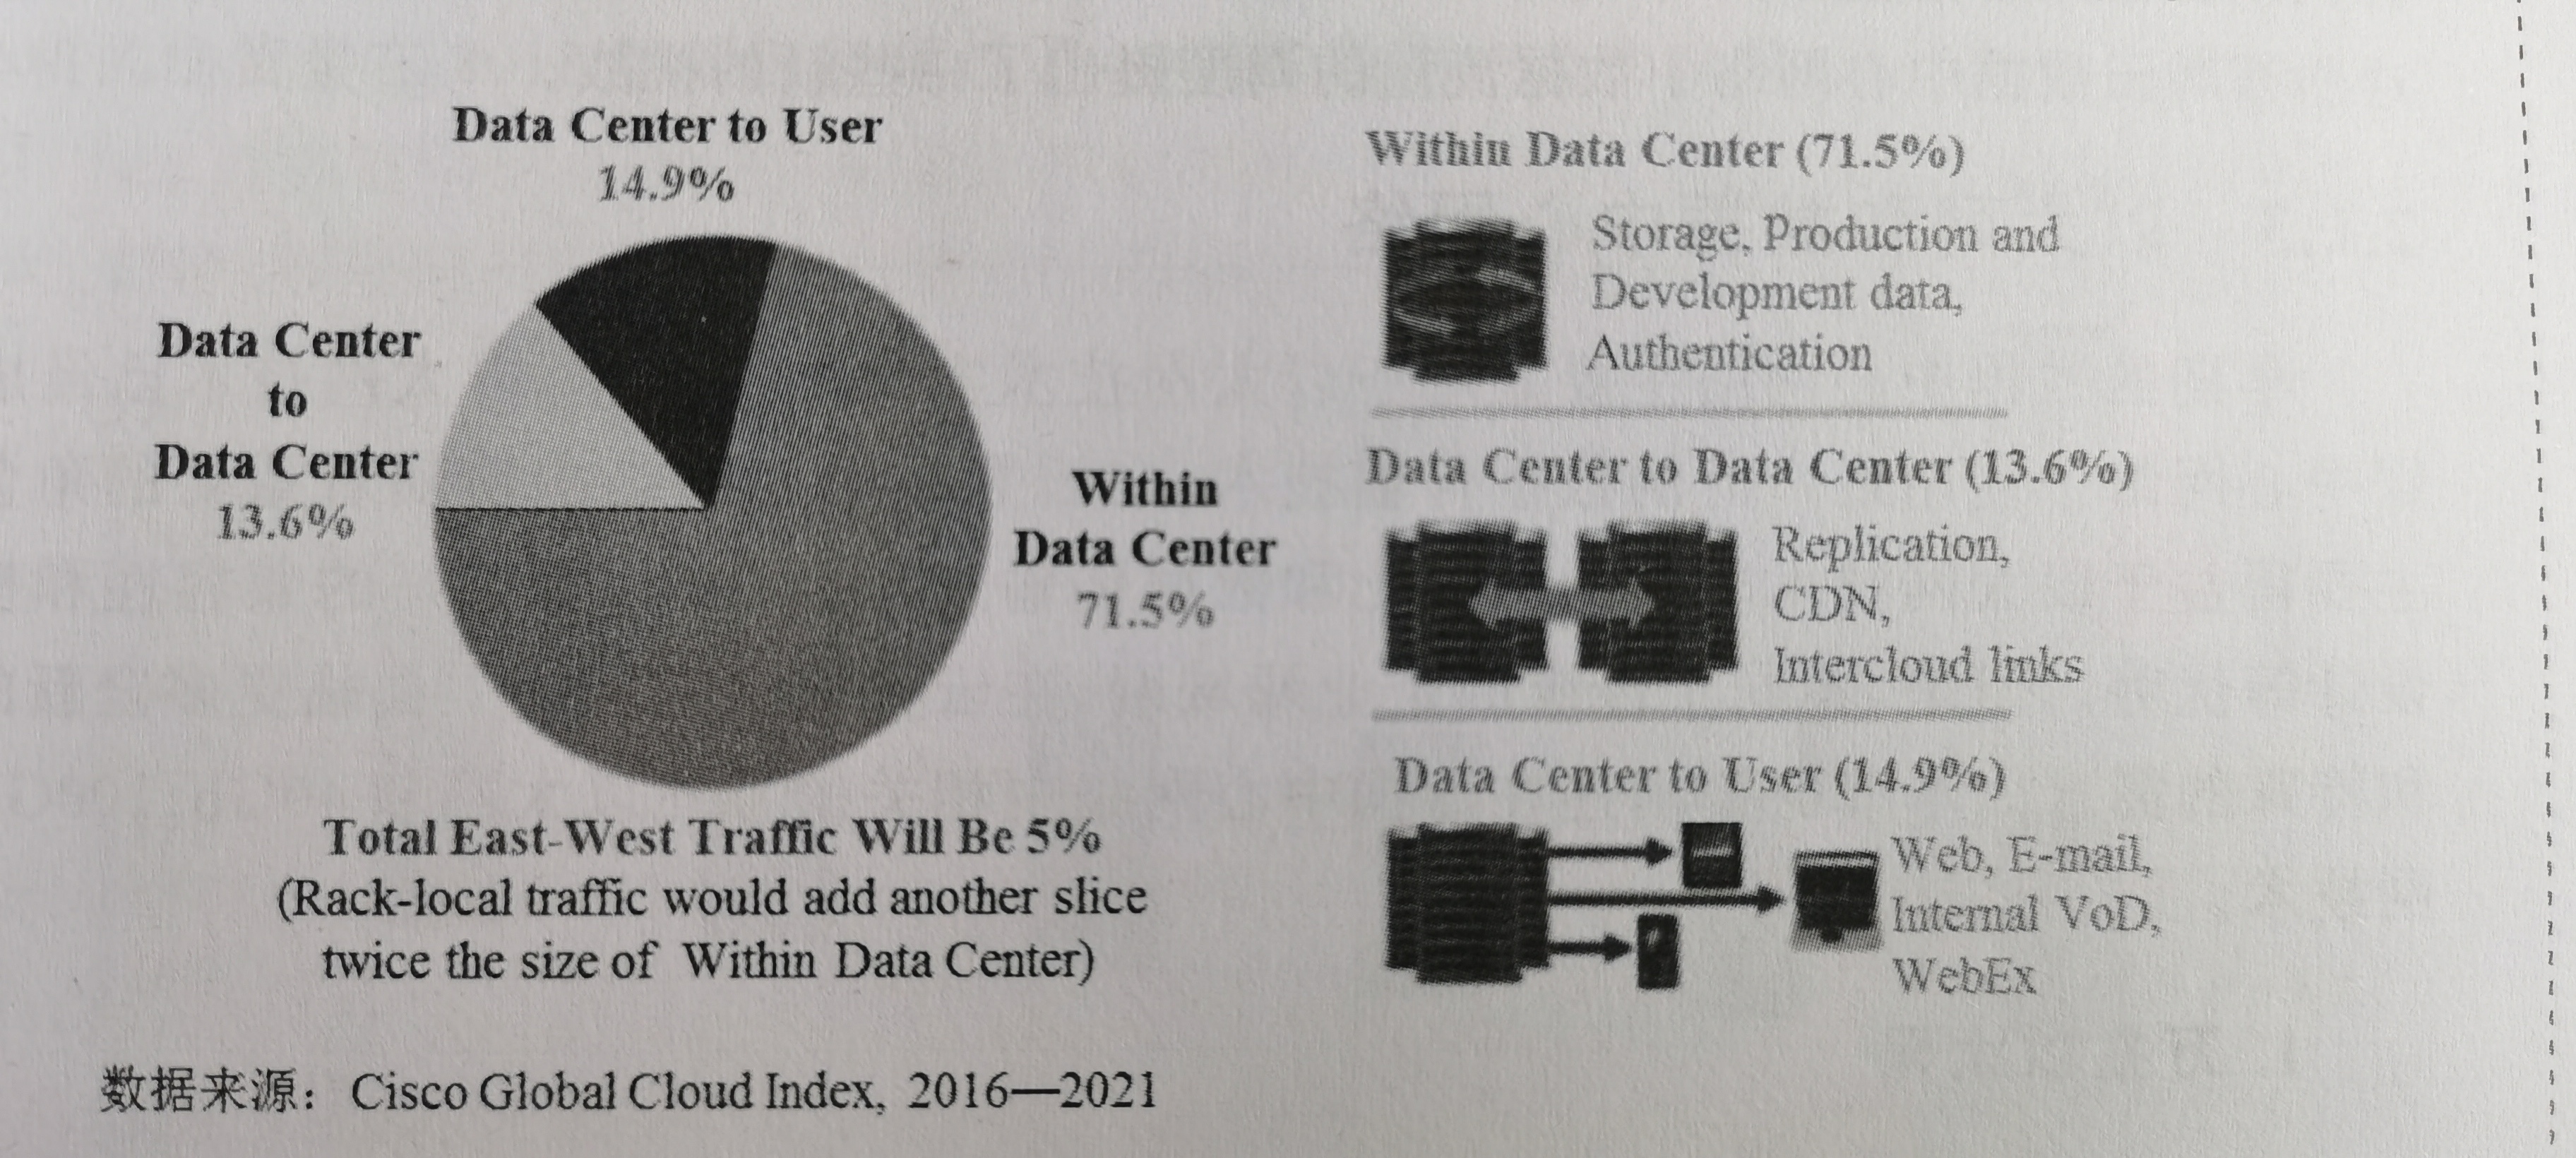 Data Center to User
14.9%
Data Center
to
Data Center
13.6%
Within
Data Center
71.5%
Total East-West Traffic Will Be 5%
(Rack-local traffic would add another slice
twice the size of Within Data Center)
Within Data Center (71.5%)
Storage, Production and
Development data,
Authentication
Data Center to Data Center (13.6%)
Replication,
CDN,
Intercloud links
Data Center to User (14.9%)
Web, E-mail,
Internal VoD,
WebEx
数据来源：Cisco Global Cloud Index, 2016—2021